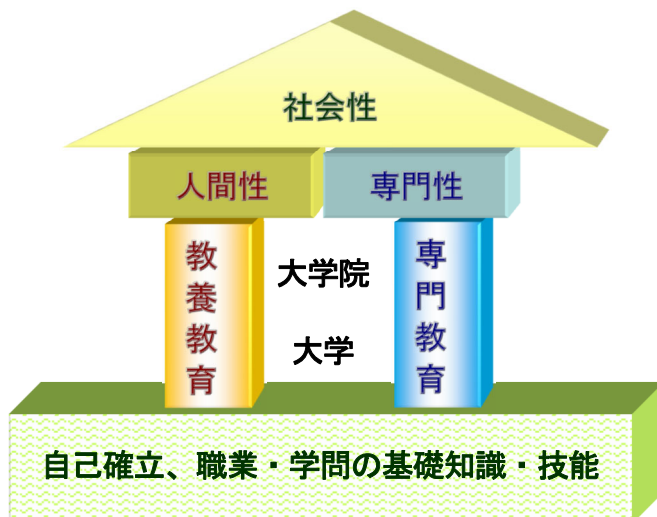 社会性
人間性
専門性
教養教育
大学院
大学
専門教育
自己確立、職業・学問の基礎知識・技能